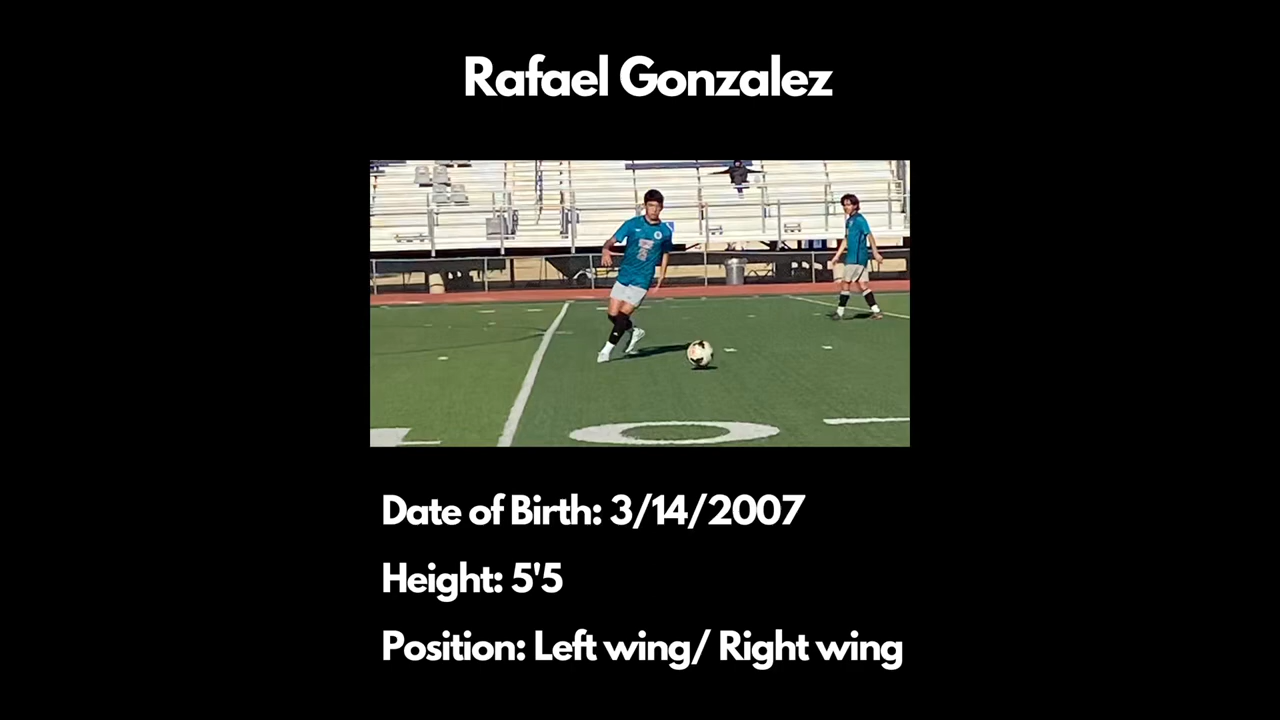 Rafael Gonzalez
Date of Birth: 3/14/2007
Height: 5'5
Position: Left wing/ Right wing